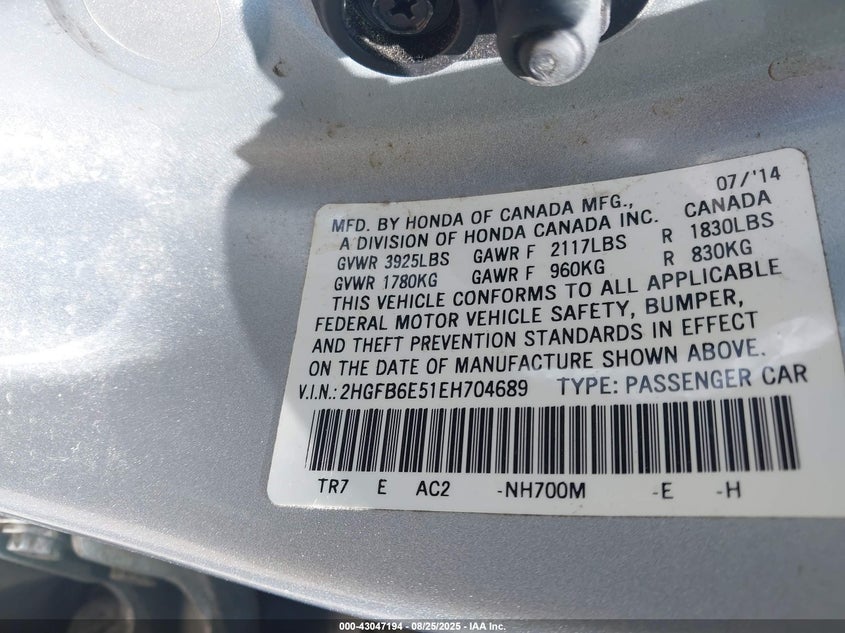 07/'14
MFD. BY HONDA OF CANADA MFG., CANADA
A DIVISION OF HONDA CANADA INC.
GVWR 3925LBS GAWR F 2117LBS R 1830LBS
GVWR 1780KG GAWR F 960KG R 830KG
THIS VEHICLE CONFORMS TO ALL APPLICABLE
FEDERAL MOTOR VEHICLE SAFETY, BUMPER,
AND THEFT PREVENTION STANDARDS IN EFFECT
ON THE DATE OF MANUFACTURE SHOWN ABOVE.
V.I.N.: 2HGFB6E51EH704689 TYPE: PASSENGER CAR
TR7 E AC2 -NH700M -E -H
000-43047194 - 08/25/2025 - IAA Inc.